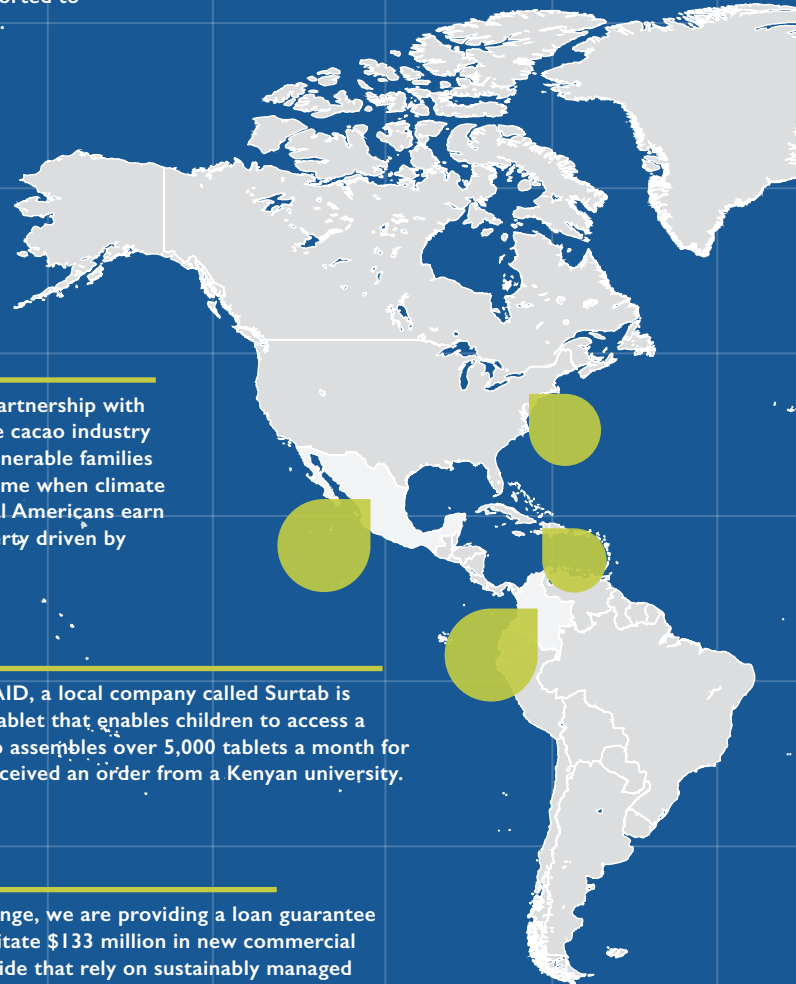 orted to
.
artnership with
e cacao industry
nerable families
me when climate
l Americans earn
rty driven by
AID, a local company called Surtab is
ablet that enables children to access a
o assembles over 5,000 tablets a month for
ceived an order from a Kenyan university.
nge, we are providing a loan guarantee
itate $133 million in new commercial
ide that rely on sustainably managed